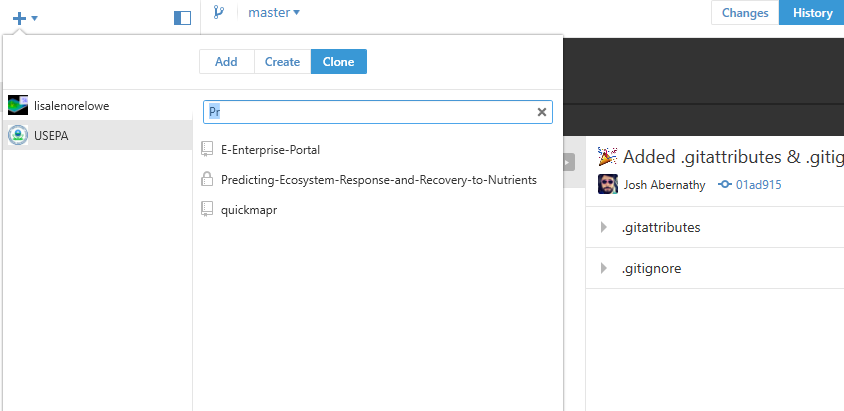 master
Changes
History
Add
Create
Clone
lisalenorelowe
USEPA
Pr
E-Enterprise-Portal
Predicting-Ecosystem-Response-and-Recovery-to-Nutrients
quickmapr
Added .gitattributes & .gitig
Josh Abernathy
01ad915
.gitattributes
.gitignore